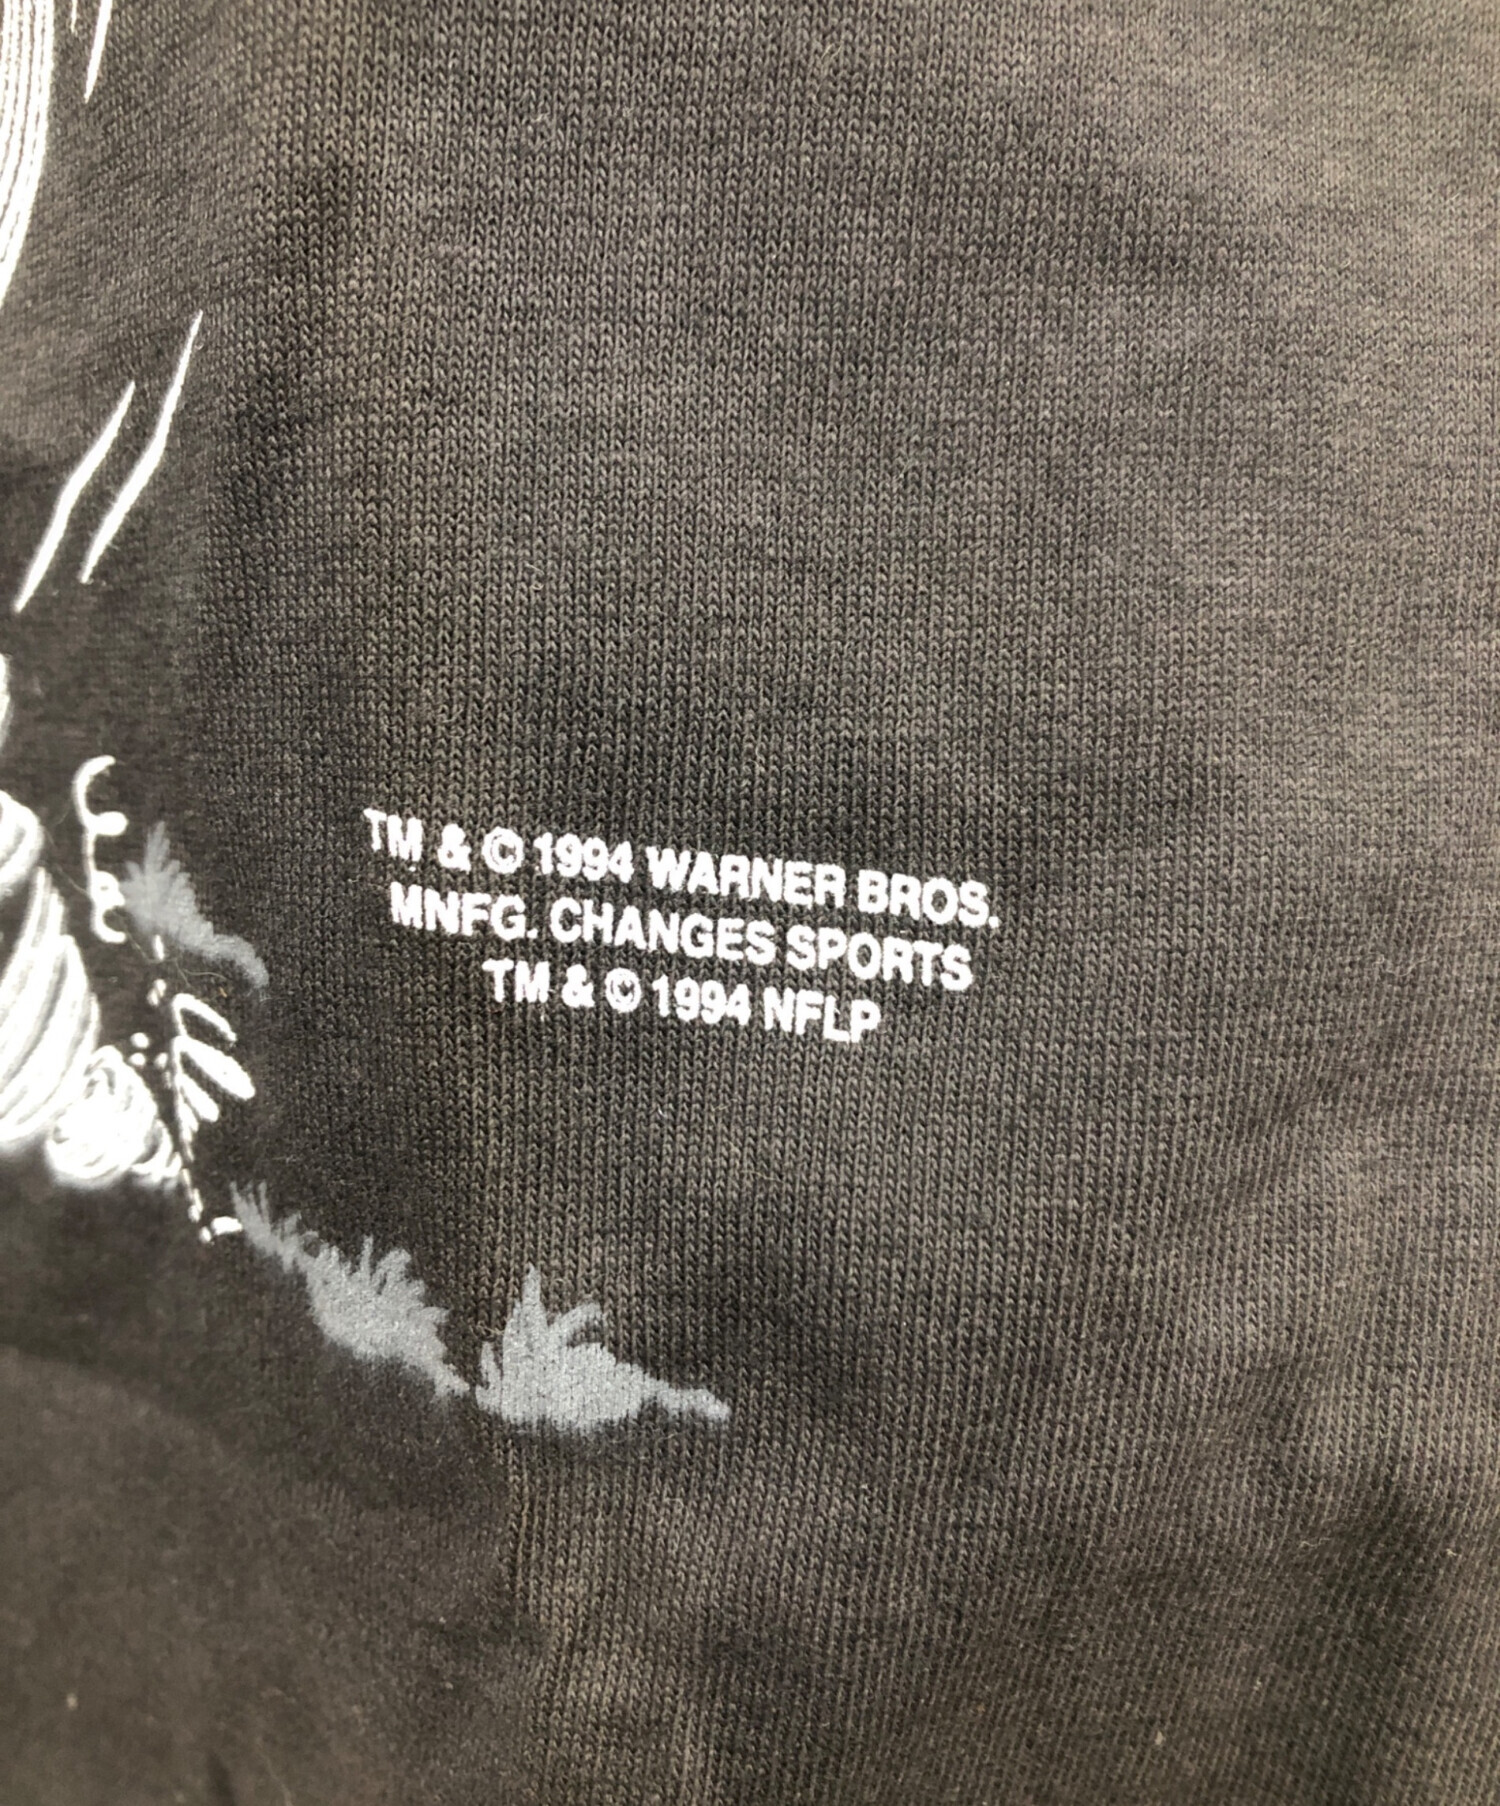 TM & © 1994 WARNER BROS.
MNFG. CHANGES SPORTS
TM & © 1994 NFLP